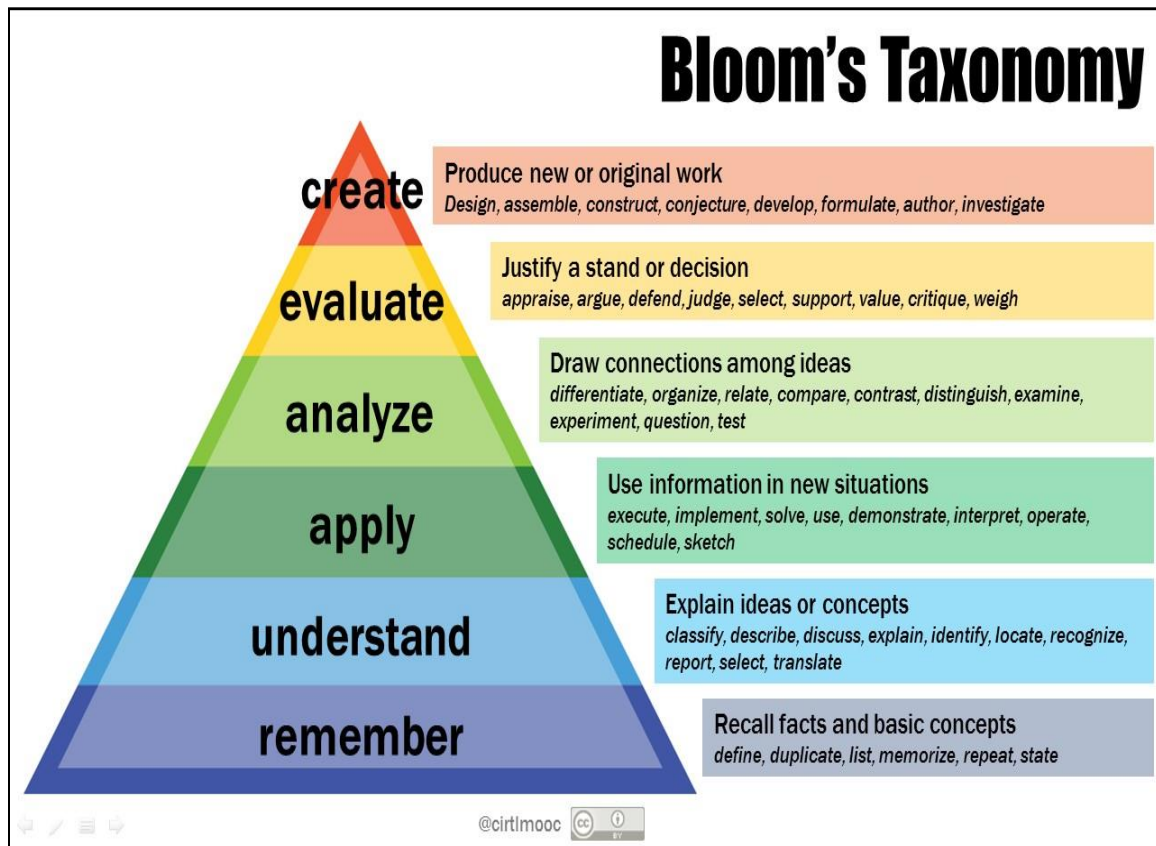 Bloom's Taxonomy
create
Produce new or original work
Design, assemble, construct, conjecture, develop, formulate, author, investigate
evaluate
Justify a stand or decision
appraise, argue, defend, judge, select, support, value, critique, weigh
analyze
Draw connections among ideas
differentiate, organize, relate, compare, contrast, distinguish, examine,
experiment, question, test
apply
Use information in new situations
execute, implement, solve, use, demonstrate, interpret, operate,
schedule, sketch
understand
Explain ideas or concepts
classify, describe, discuss, explain, identify, locate, recognize,
report, select, translate
remember
Recall facts and basic concepts
define, duplicate, list, memorize, repeat, state
@cirtlmooc
cc
BY